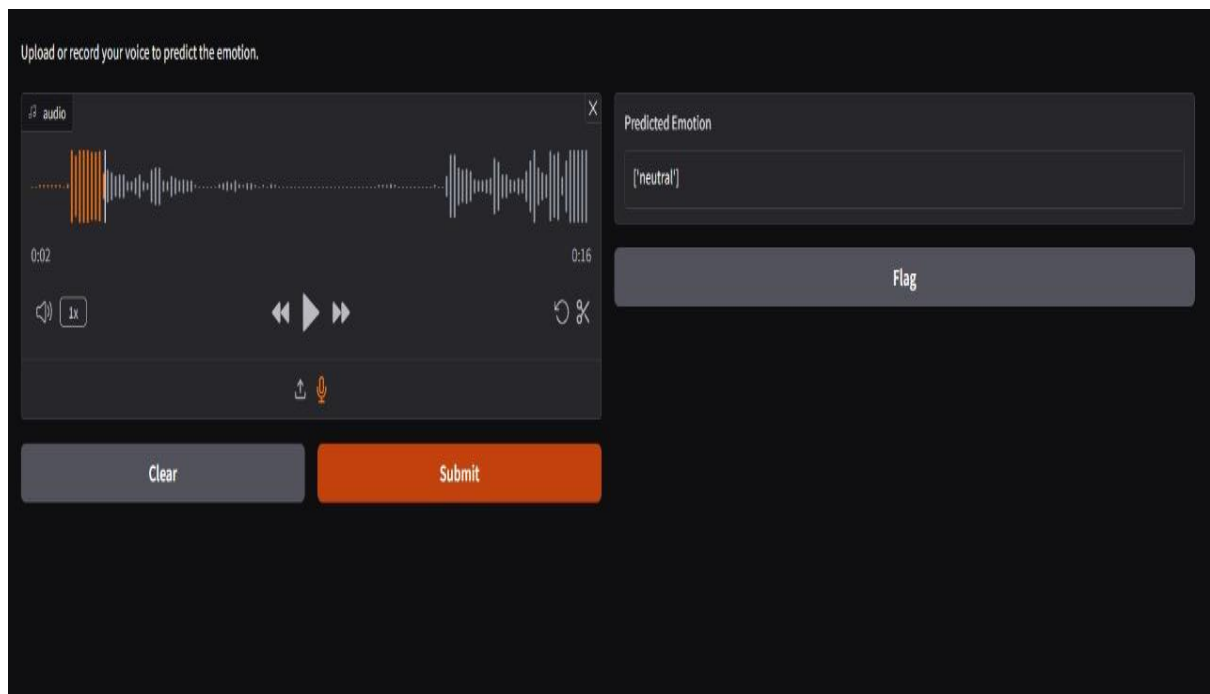 Upload or record your voice to predict the emotion.
audio
Predicted Emotion
['neutral']
0:02
0:16
Flag
1x
Clear
Submit